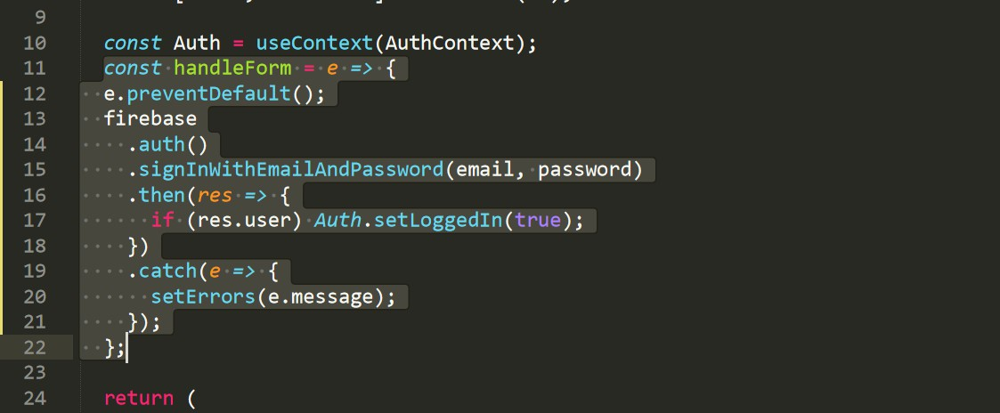 9
10 const Auth = useContext(AuthContext);
11 const handleForm = e => {
12 e.preventDefault();
13 firebase
14 .auth()
15 .signInWithEmailAndPassword(email, password)
16 .then(res => {
17 if (res.user) Auth.setLoggedIn(true);
18 })
19 .catch(e => {
20 setErrors(e.message);
21 });
22 };
23
24 return (